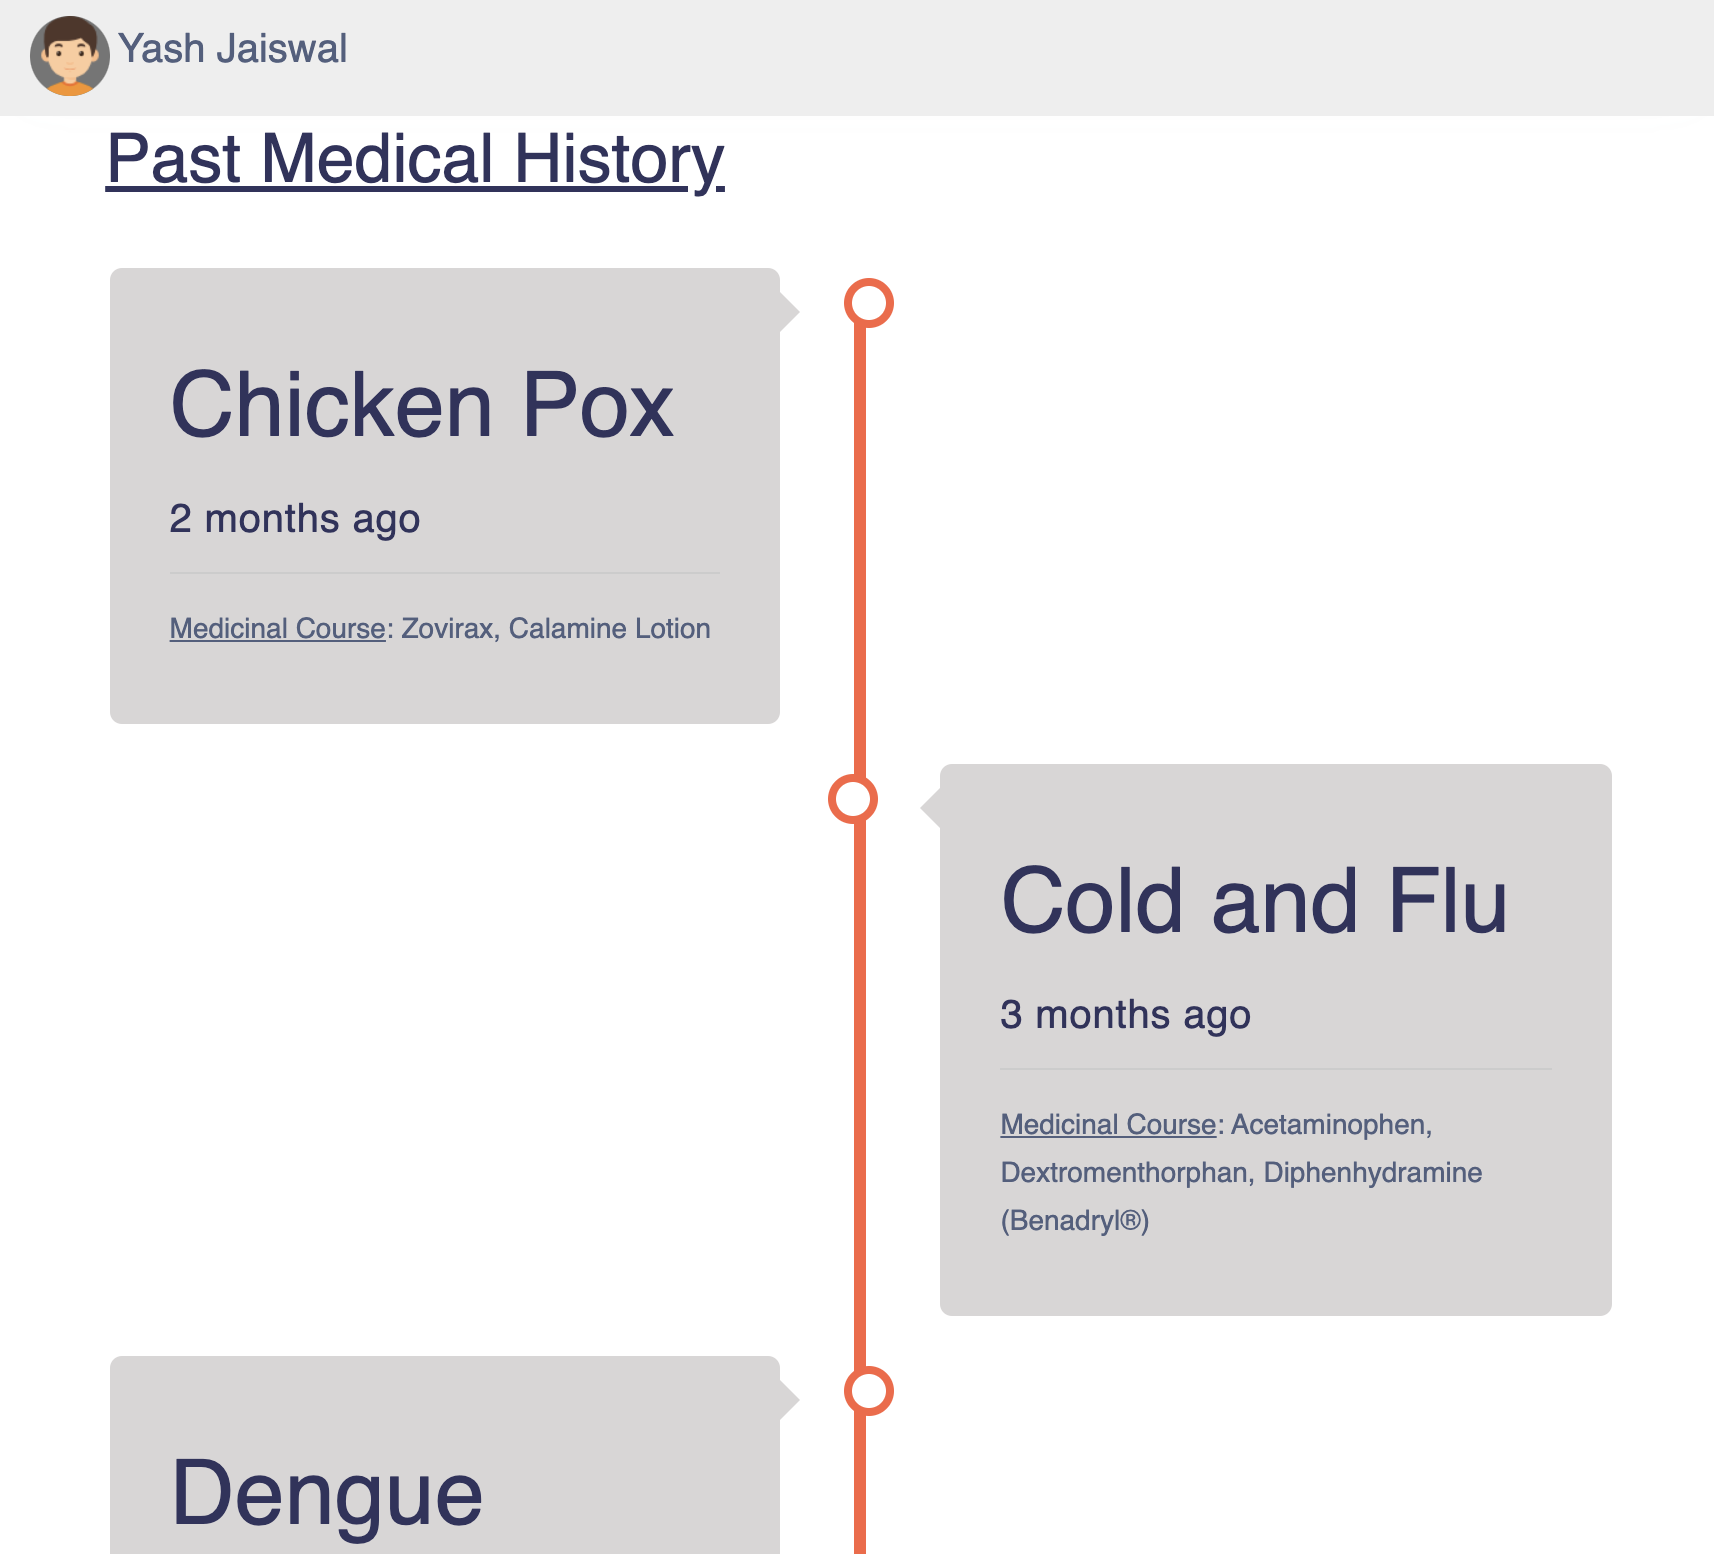 Yash Jaiswal
Past Medical History
Chicken Pox
2 months ago
Medicinal Course: Zovirax, Calamine Lotion
Cold and Flu
3 months ago
Medicinal Course: Acetaminophen,
Dextromenthorphan, Diphenhydramine
(Benadryl®)
Dengue